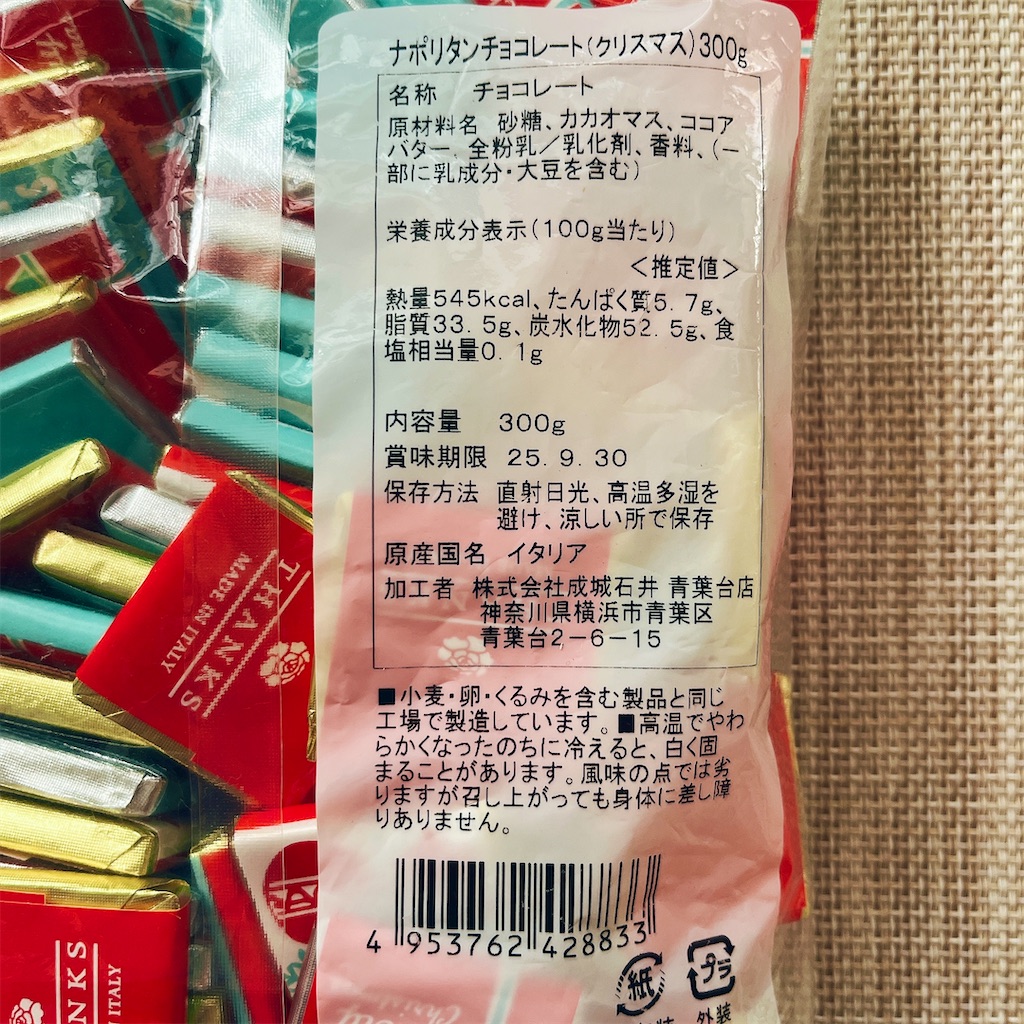 ナポリタンチョコレート(クリスマス)300g
名称 チョコレート
原材料名 砂糖、カカオマス、ココア
バター、全粉乳/乳化剤、香料、(一
部に乳成分・大豆を含む)
栄養成分表示(100g当たり)
<推定値>
熱量545kcal、たんぱく質5.7g、
脂質33.5g、炭水化物52.5g、食
塩相当量0.1g
内容量 300g
賞味期限 25.9.30
保存方法 直射日光、高温多湿を
避け、涼しい所で保存
原産国名 イタリア
加工者 株式会社成城石井 青葉台店
神奈川県横浜市青葉区
青葉台2-6-15
■小麦・卵・くるみを含む製品と同じ
工場で製造しています。■高温でやわ
らかくなったのちに冷えると、白く固
まることがあります。風味の点では劣
りますが召し上がっても身体に差し障
りありません。
4 953762 428833
紙
プラ
外装
THANKS
MADE IN ITALY
NKS
N ITALY